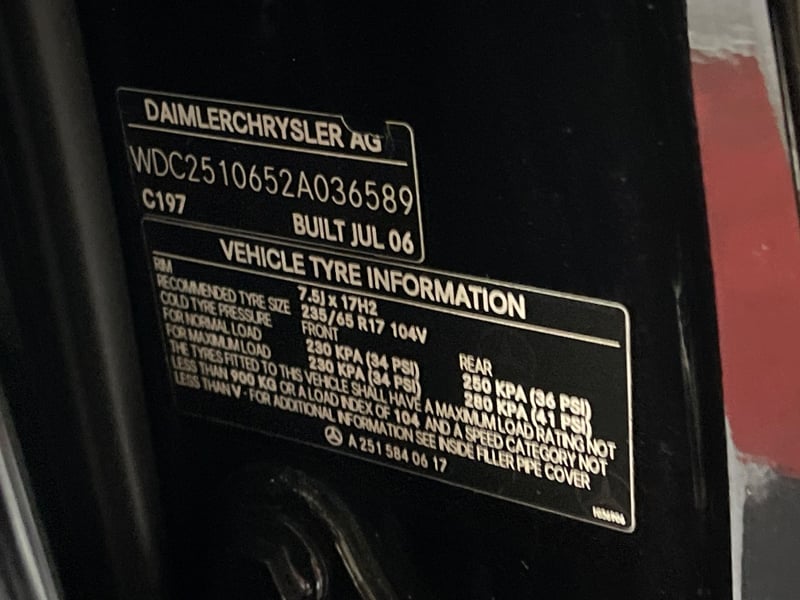 DAIMLERCHRYSLER AG
WDC2510652A036589
C197
BUILT JUL 06
VEHICLE TYRE INFORMATION
RIM 7.5J x 17H2
RECOMMENDED TYRE SIZE 235/65 R17 104V
COLD TYRE PRESSURE FRONT REAR
FOR NORMAL LOAD 230 KPA (34 PSI) 250 KPA (36 PSI)
FOR MAXIMUM LOAD 230 KPA (34 PSI) 280 KPA (41 PSI)
THE TYRES FITTED TO THIS VEHICLE SHALL HAVE A MAXIMUM LOAD RATING NOT
LESS THAN 900 KG OR A LOAD INDEX OF 104 AND A SPEED CATEGORY NOT
LESS THAN V - FOR ADDITIONAL INFORMATION SEE INSIDE FILLER PIPE COVER
A 251 584 06 17